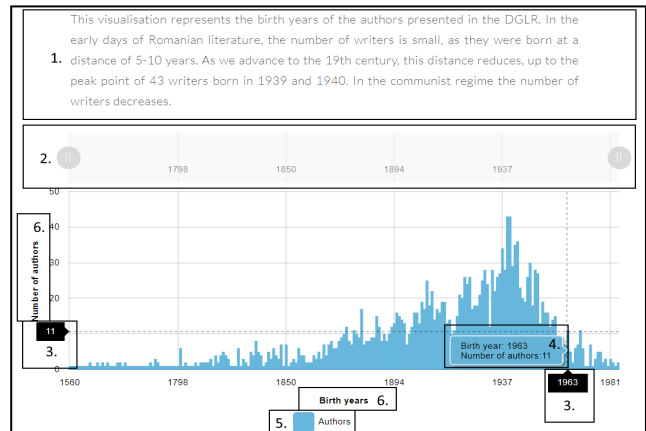 This visualisation represents the birth years of the authors presented in the DGLR. In the
early days of Romanian literature, the number of writers is small, as they were born at a
1. distance of 5-10 years. As we advance to the 19th century, this distance reduces, up to the
peak point of 43 writers born in 1939 and 1940. In the communist regime the number of
writers decreases.
2.
1798 1850 1894 1937
50
6. 40
Number of authors
30
20
11
3.
0
Birth year: 1963 4.
Number of authors:11
1560 1798 1850 1894 1937 1963 1981
3.
Birth years 6.
5. Authors